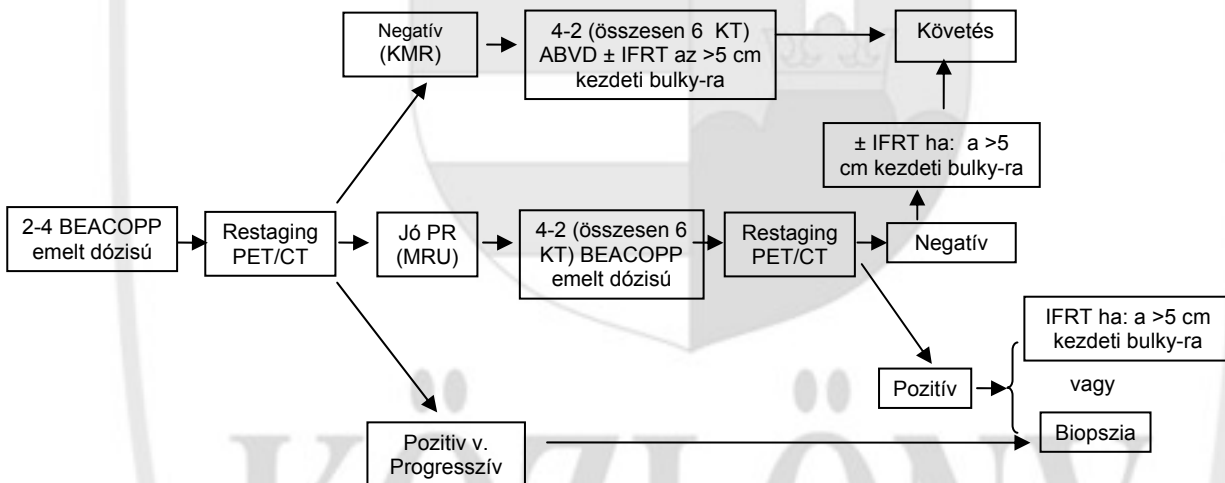 Negatív
(KMR)
4-2 (összesen 6 KT)
ABVD ± IFRT az >5 cm
kezdeti bulky-ra
Követés
± IFRT ha: a >5
cm kezdeti bulky-ra
2-4 BEACOPP
emelt dózisú
Restaging
PET/CT
Jó PR
(MRU)
4-2 (összesen 6
KT) BEACOPP
emelt dózisú
Restaging
PET/CT
Negatív
IFRT ha: a >5 cm
kezdeti bulky-ra
Pozitív
vagy
Biopszia
Pozitiv v.
Progresszív
KÖZLÖNY